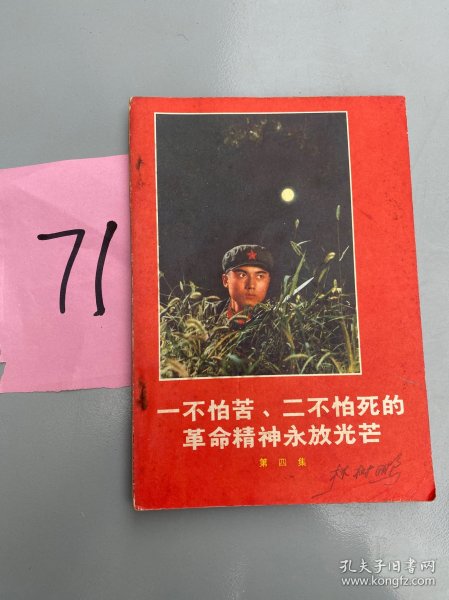 71
一不怕苦、二不怕死的
革命精神永放光芒
第四集
孔夫子旧书网
www.kongfz.com